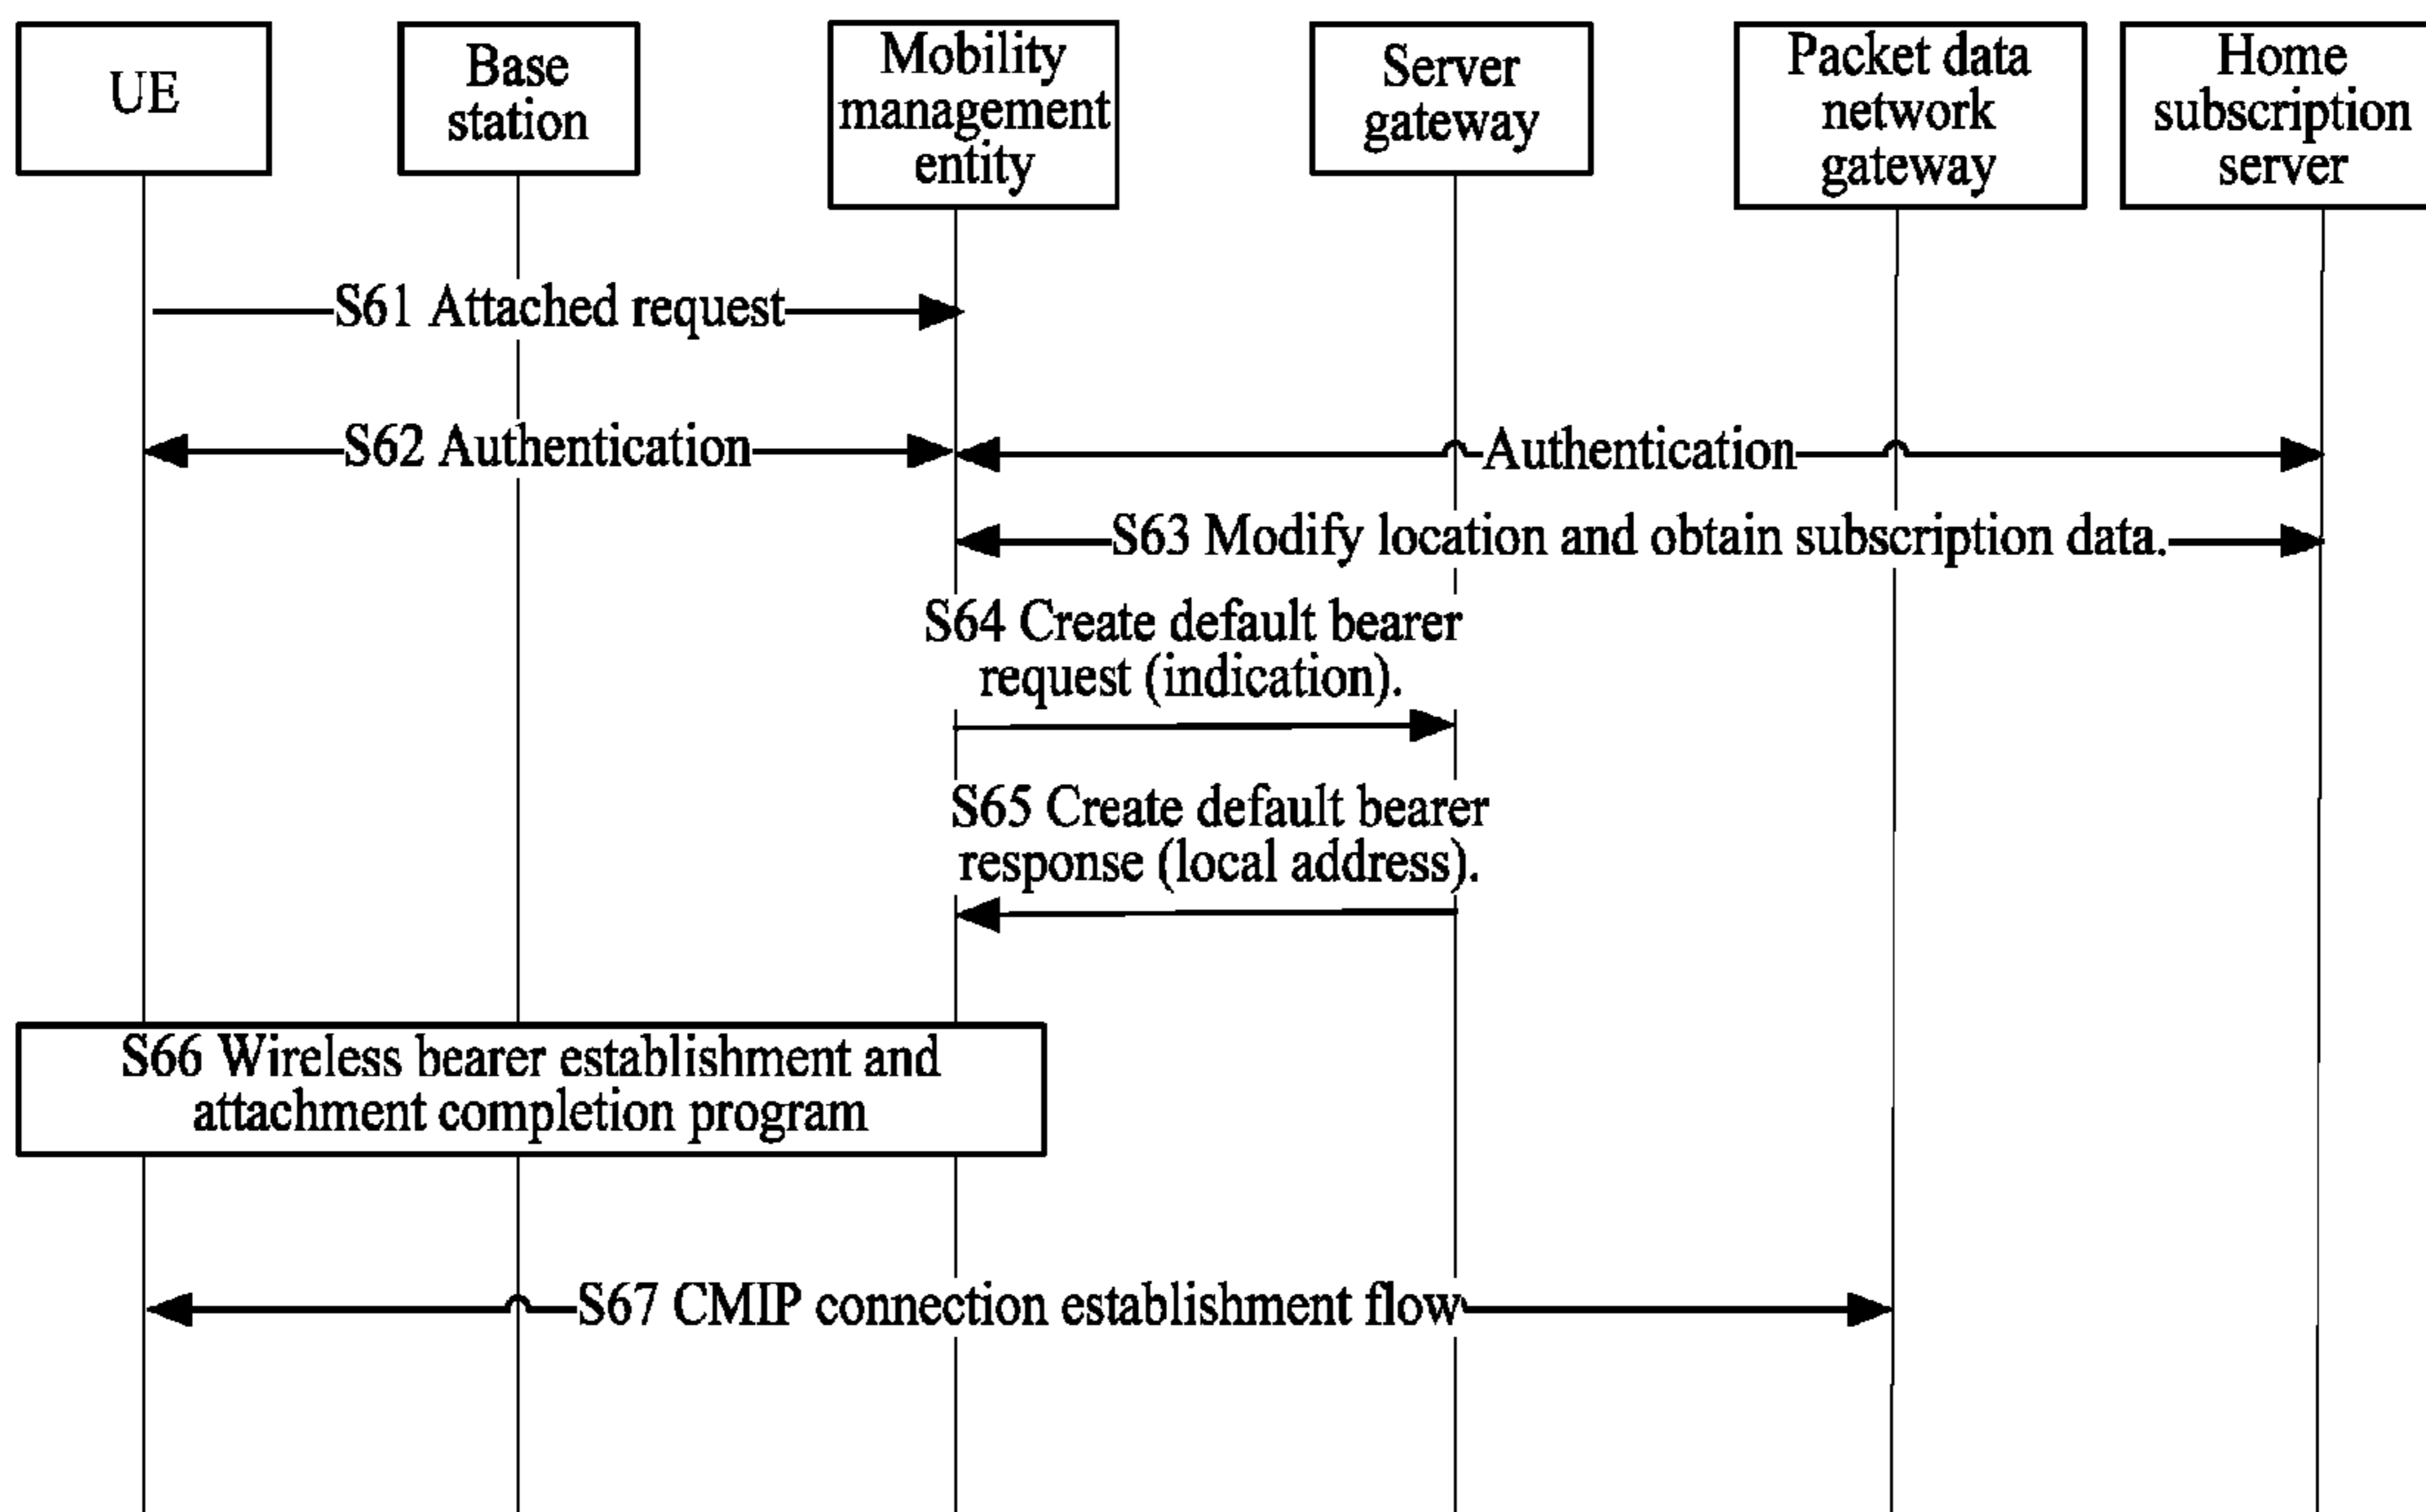 UE
Base
station
Mobility
management
entity
Server
gateway
Packet data
network
gateway
Home
subscription
server
S61 Attached request
S62 Authentication
Authentication
S63 Modify location and obtain subscription data.
S64 Create default bearer
request (indication).
S65 Create default bearer
response (local address).
S66 Wireless bearer establishment and
attachment completion program
S67 CMIP connection establishment flow